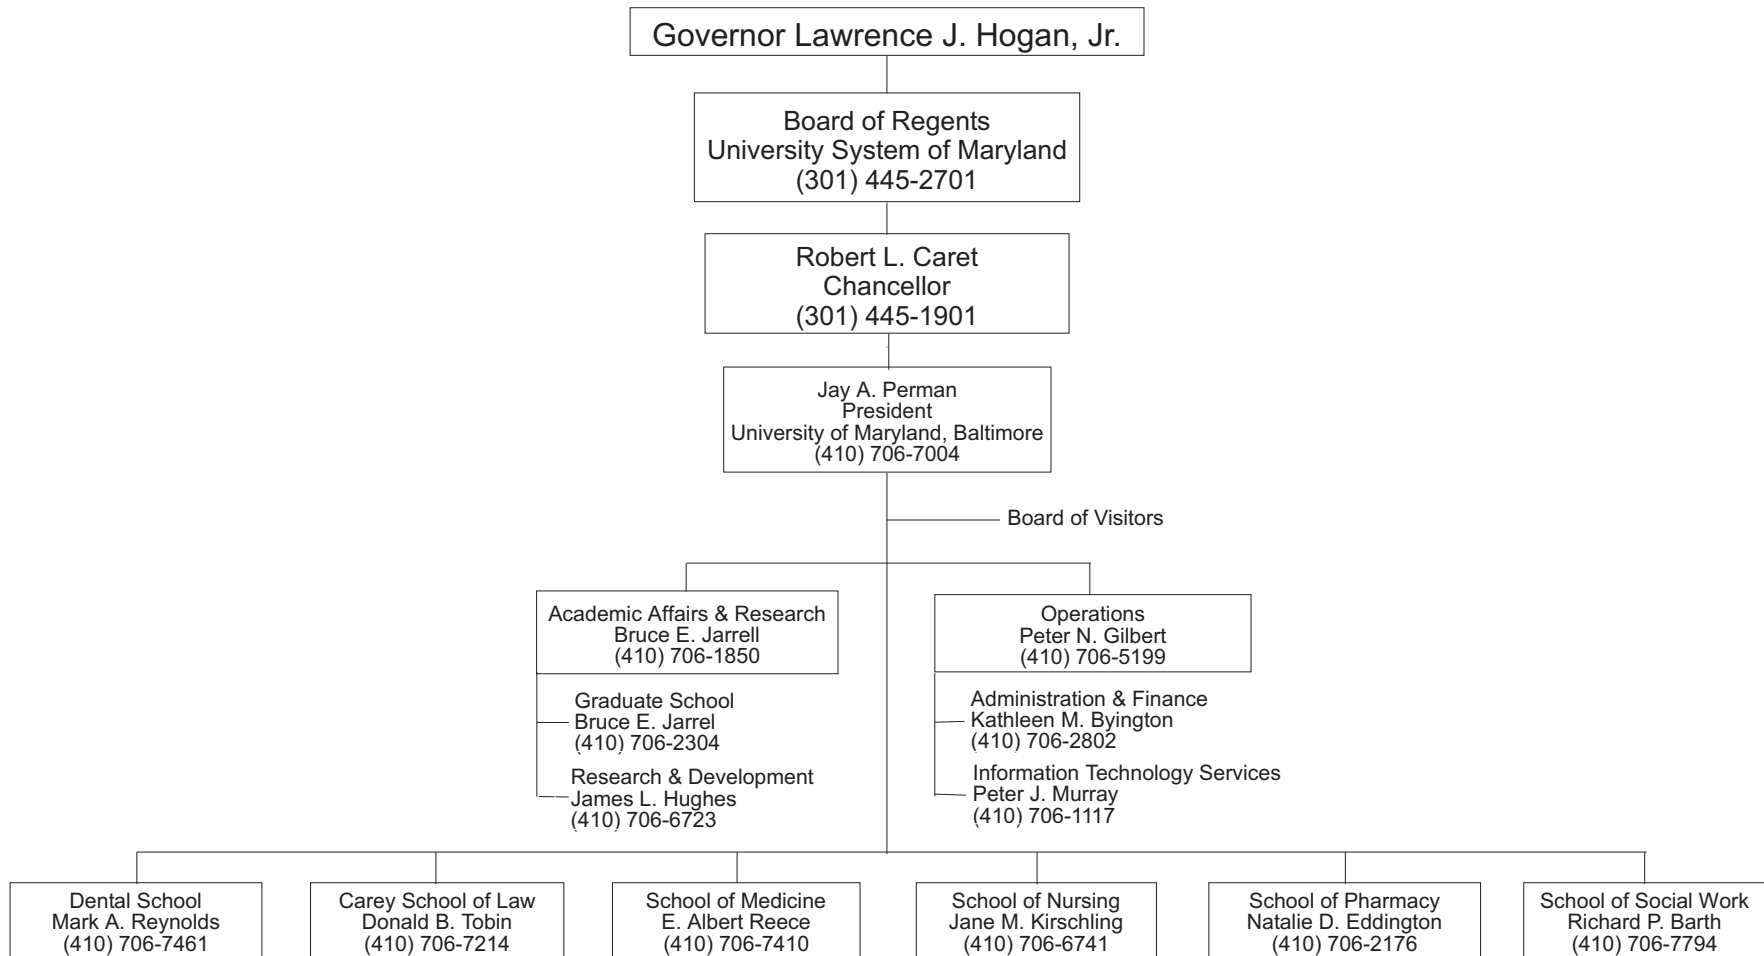 Governor Lawrence J. Hogan, Jr.
Board of Regents
University System of Maryland
(301) 445-2701
Robert L. Caret
Chancellor
(301) 445-1901
Jay A. Perman
President
University of Maryland, Baltimore
(410) 706-7004
Board of Visitors
Academic Affairs & Research
Bruce E. Jarrell
(410) 706-1850
Graduate School
Bruce E. Jarrel
(410) 706-2304
Research & Development
James L. Hughes
(410) 706-6723
Operations
Peter N. Gilbert
(410) 706-5199
Administration & Finance
Kathleen M. Byington
(410) 706-2802
Information Technology Services
Peter J. Murray
(410) 706-1117
Dental School
Mark A. Reynolds
(410) 706-7461
Carey School of Law
Donald B. Tobin
(410) 706-7214
School of Medicine
E. Albert Reece
(410) 706-7410
School of Nursing
Jane M. Kirschling
(410) 706-6741
School of Pharmacy
Natalie D. Eddington
(410) 706-2176
School of Social Work
Richard P. Barth
(410) 706-7794